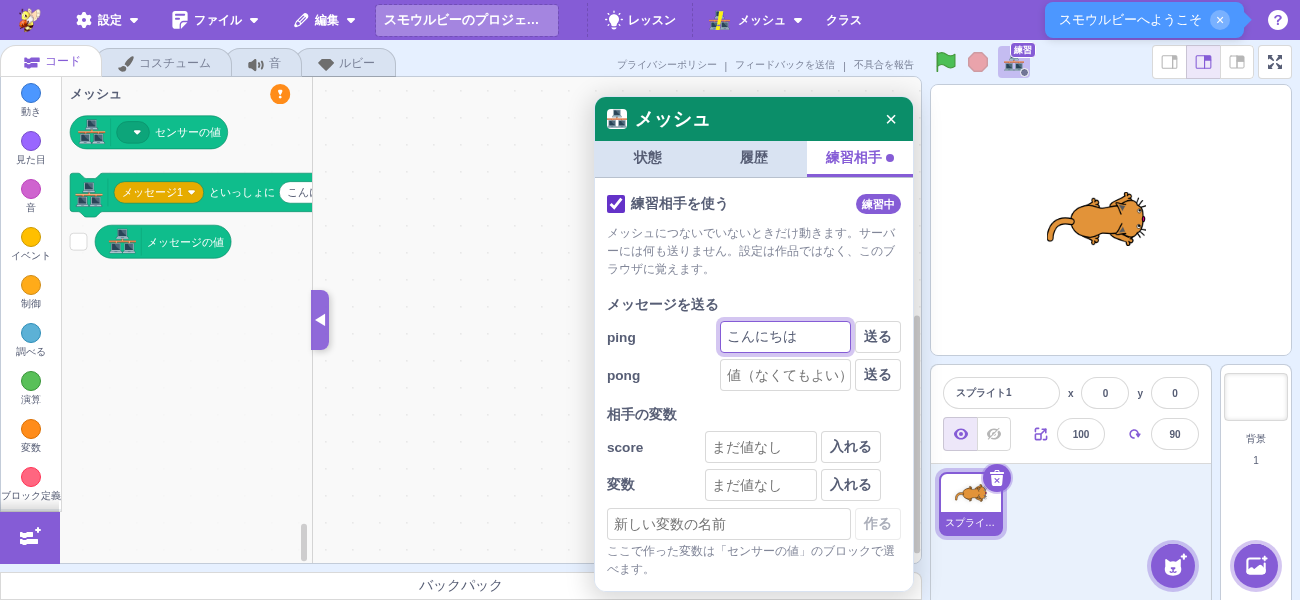 設定
ファイル
編集
スモウルビーのプロジェ…
レッスン
メッシュ
クラス
スモウルビーへようこそ
×
?
コード
コスチューム
音
ルビー
プライバシーポリシー | フィードバックを送信 | 不具合を報告
練習
動き
見た目
音
イベント
制御
調べる
演算
変数
ブロック定義
メッシュ
センサーの値
メッセージ1 といっしょに
メッセージの値
メッシュ
×
状態
履歴
練習相手
練習相手を使う
練習中
メッシュにつないでいないときだけ動きます。サーバ
ーには何も送りません。設定は作品ではなく、このブ
ラウザに覚えます。
メッセージを送る
ping こんにちは 送る
pong 値（なくてもよい） 送る
相手の変数
score まだ値なし 入れる
変数 まだ値なし 入れる
新しい変数の名前 作る
ここで作った変数は「センサーの値」のブロックで選
べます。
バックパック
スプライト1
x 0
y 0
100
90
スプライ…
背景
1